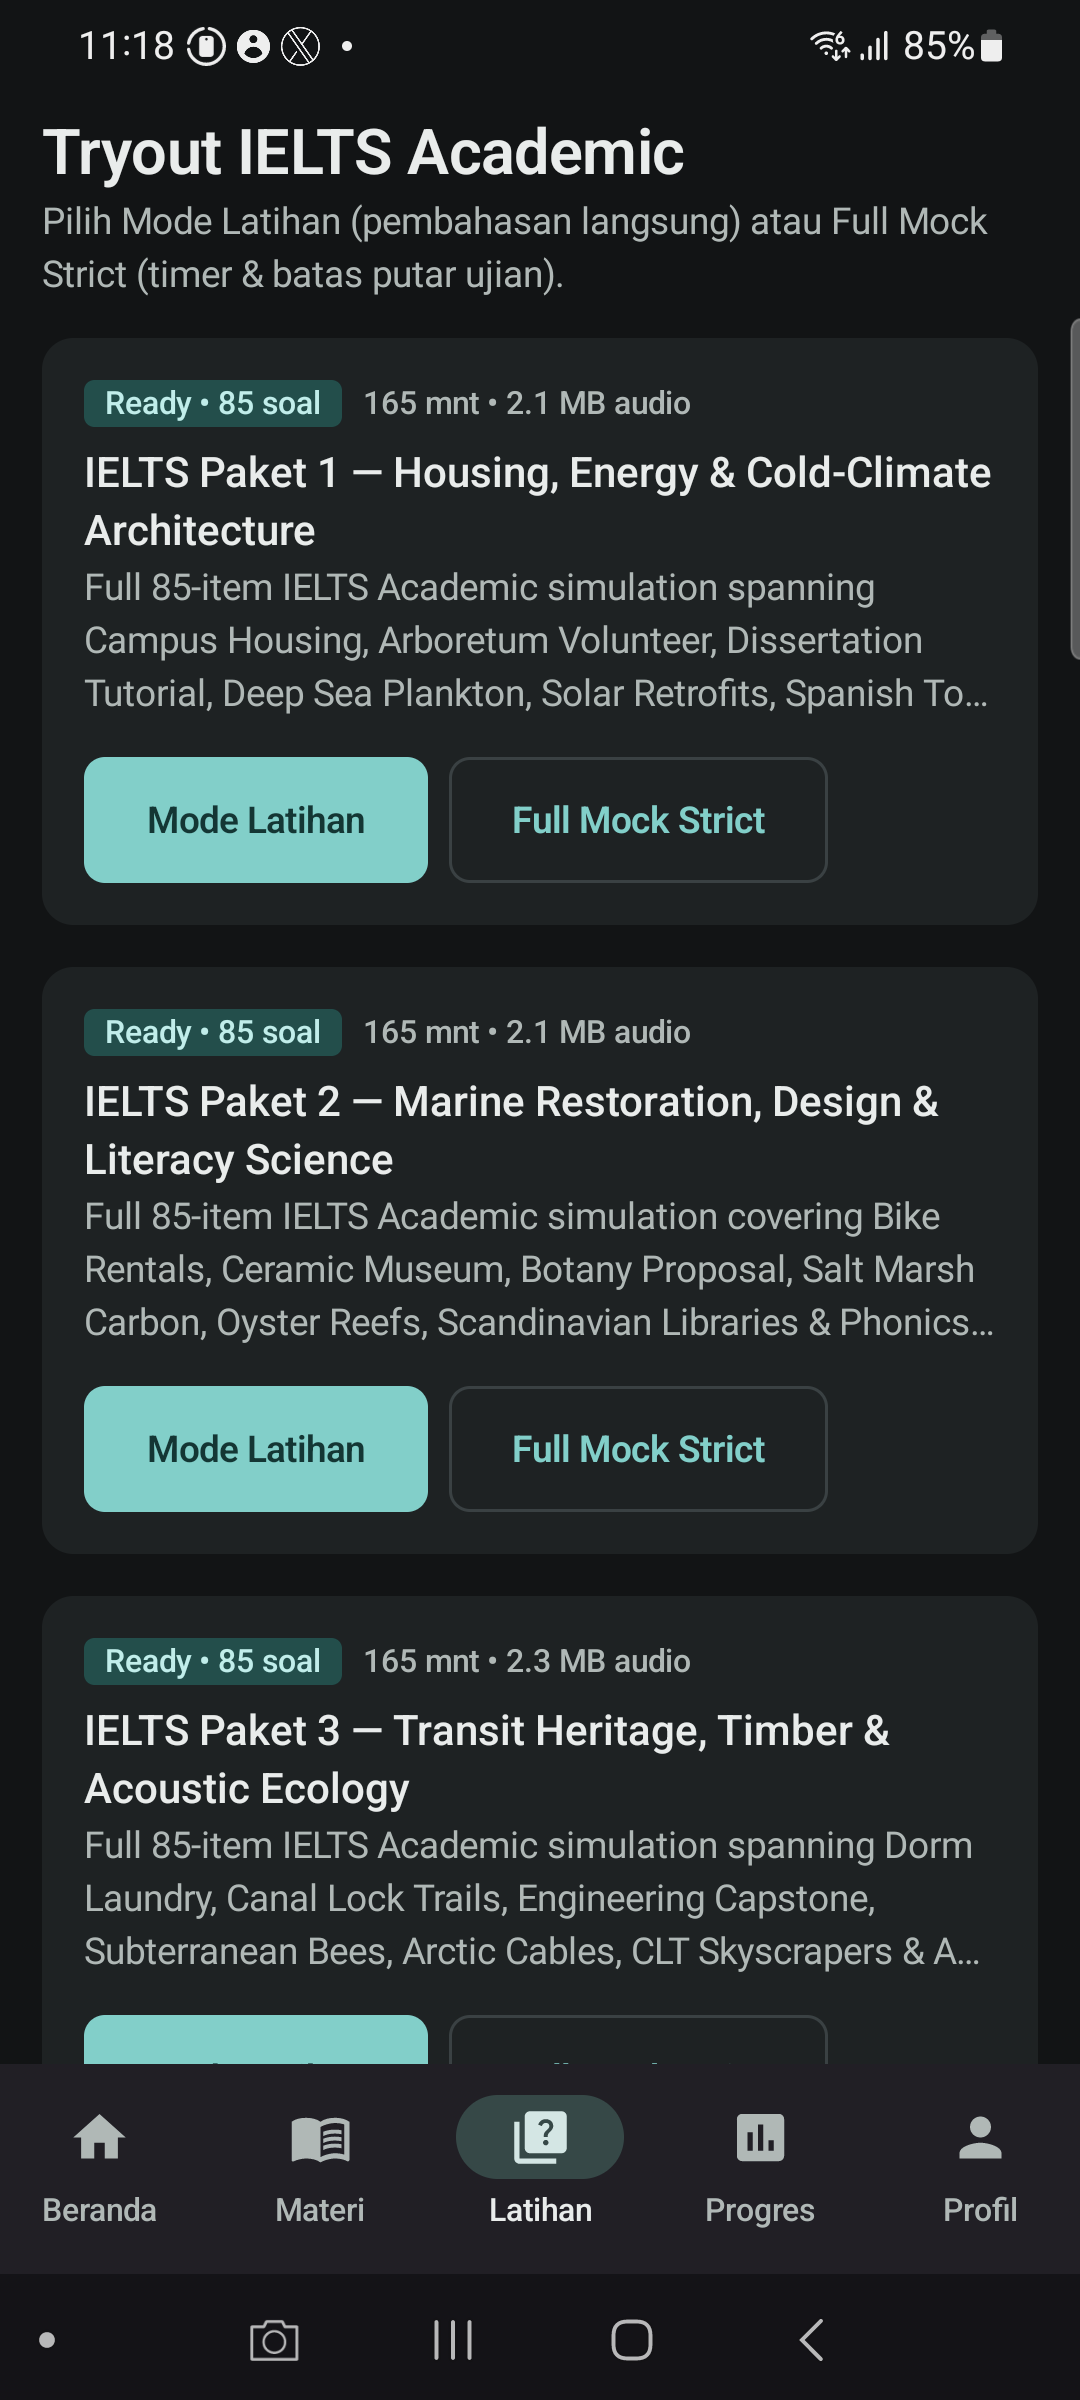 11:18
85%
Tryout IELTS Academic
Pilih Mode Latihan (pembahasan langsung) atau Full Mock
Strict (timer & batas putar ujian).
Ready • 85 soal 165 mnt • 2.1 MB audio
IELTS Paket 1 — Housing, Energy & Cold-Climate
Architecture
Full 85-item IELTS Academic simulation spanning
Campus Housing, Arboretum Volunteer, Dissertation
Tutorial, Deep Sea Plankton, Solar Retrofits, Spanish To...
Mode Latihan Full Mock Strict
Ready • 85 soal 165 mnt • 2.1 MB audio
IELTS Paket 2 — Marine Restoration, Design &
Literacy Science
Full 85-item IELTS Academic simulation covering Bike
Rentals, Ceramic Museum, Botany Proposal, Salt Marsh
Carbon, Oyster Reefs, Scandinavian Libraries & Phonics...
Mode Latihan Full Mock Strict
Ready • 85 soal 165 mnt • 2.3 MB audio
IELTS Paket 3 — Transit Heritage, Timber &
Acoustic Ecology
Full 85-item IELTS Academic simulation spanning Dorm
Laundry, Canal Lock Trails, Engineering Capstone,
Subterranean Bees, Arctic Cables, CLT Skyscrapers & A...
Beranda Materi Latihan Progres Profil